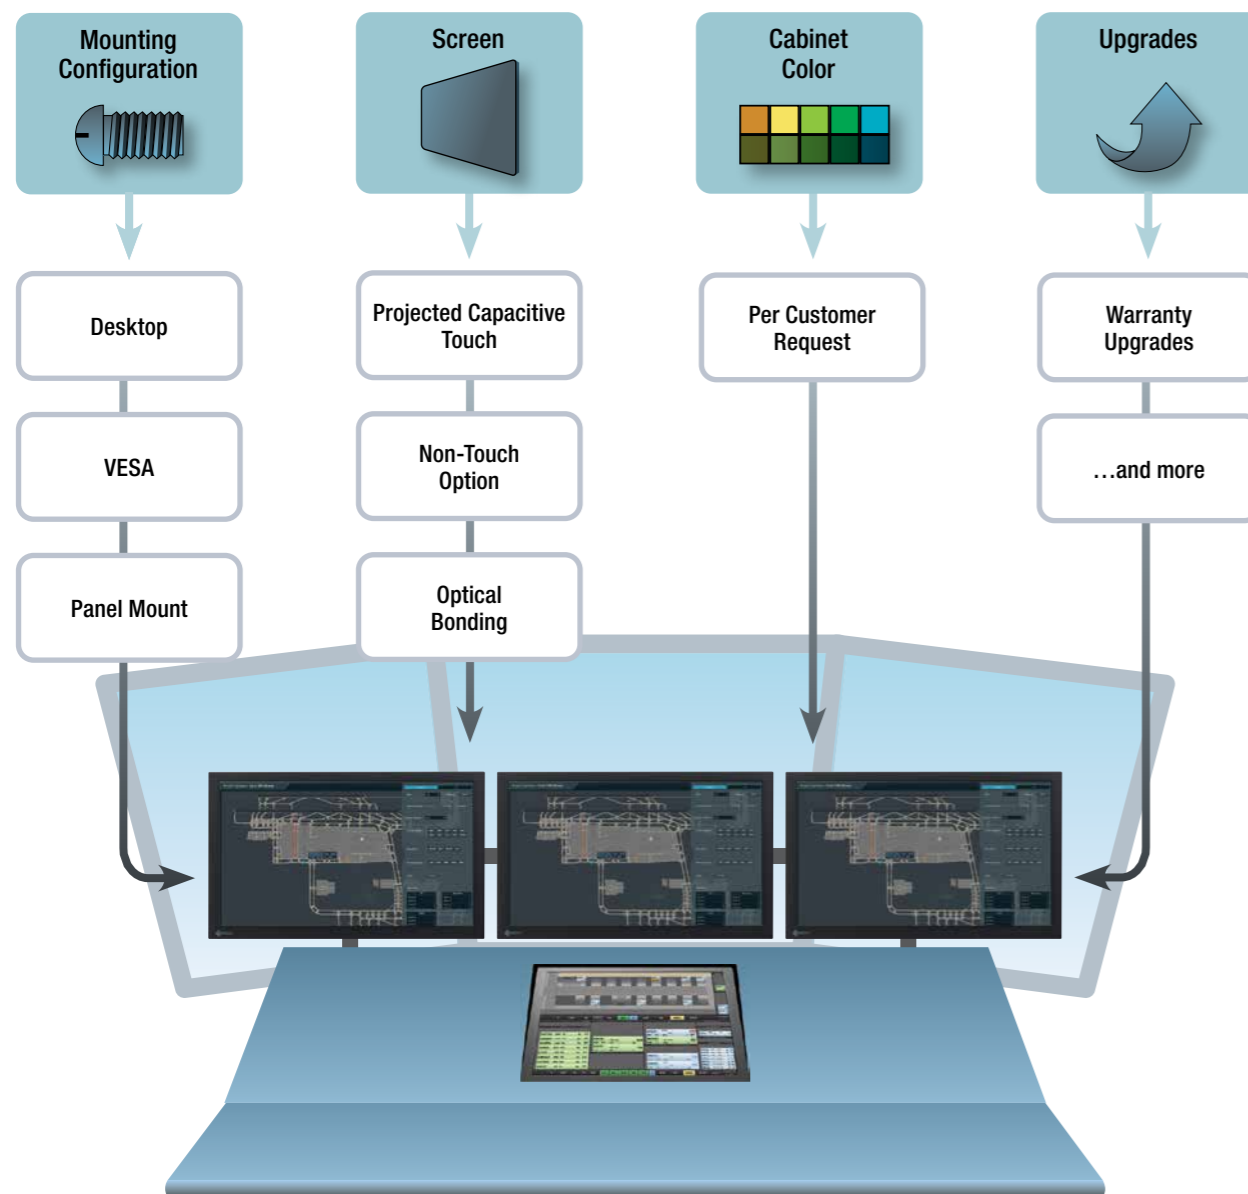 Mounting
Configuration
Screen
Cabinet
Color
Upgrades
Desktop
Projected Capacitive
Touch
Per Customer
Request
Warranty
Upgrades
VESA
Non-Touch
Option
...and more
Panel Mount
Optical
Bonding